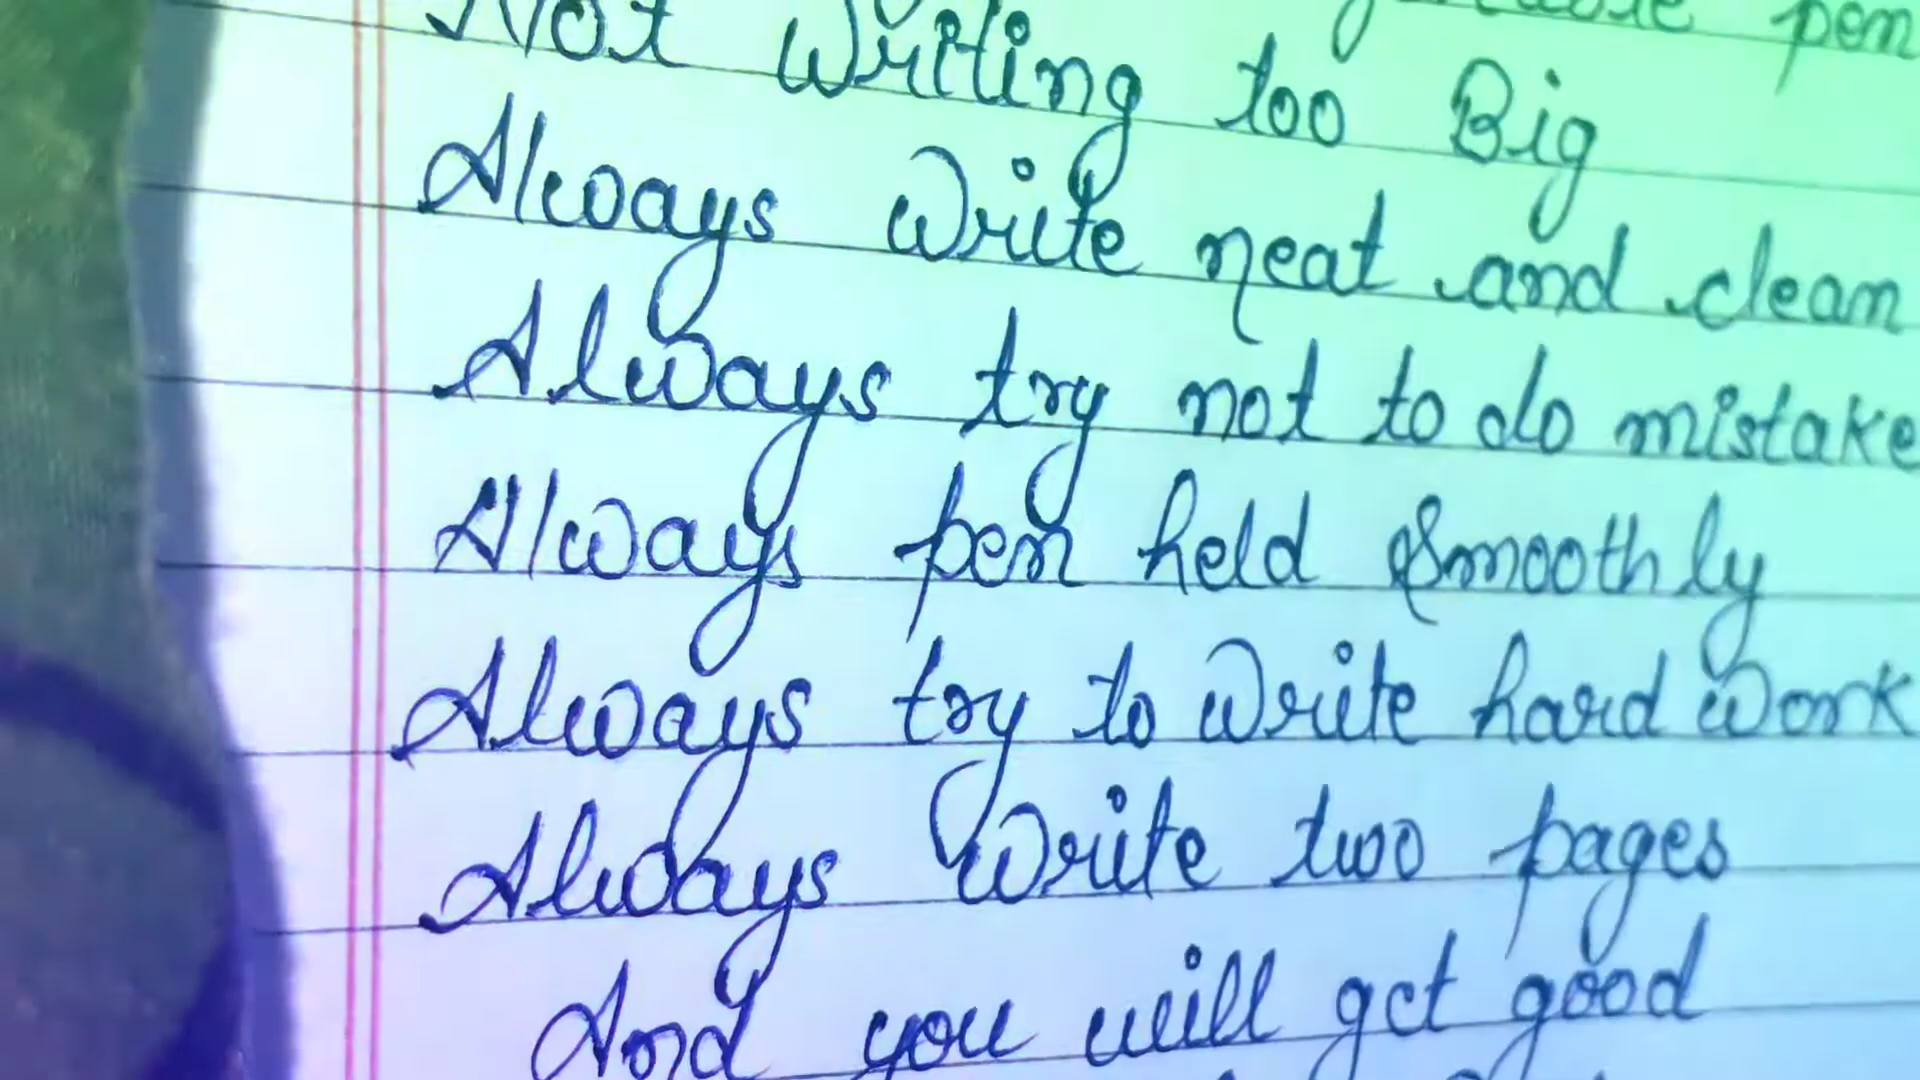 pen
Not Writing too Big
Always Write neat and clean
Always try not to do mistake
Always pen held Smoothly
Always try to Write hard Work
Always Write two pages
And you will get good